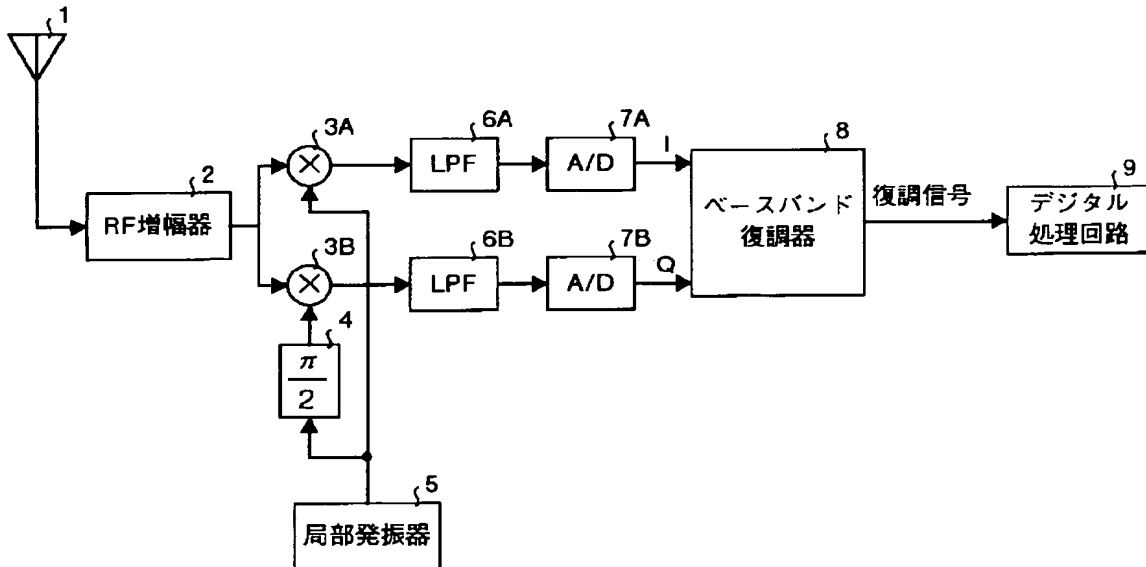 1
2
RF増幅器
3A
3B
4
π
2
5
局部発振器
6A
LPF
6B
LPF
7A
A/D
7B
A/D
I
Q
8
ベースバンド
復調器
復調信号
9
デジタル
処理回路